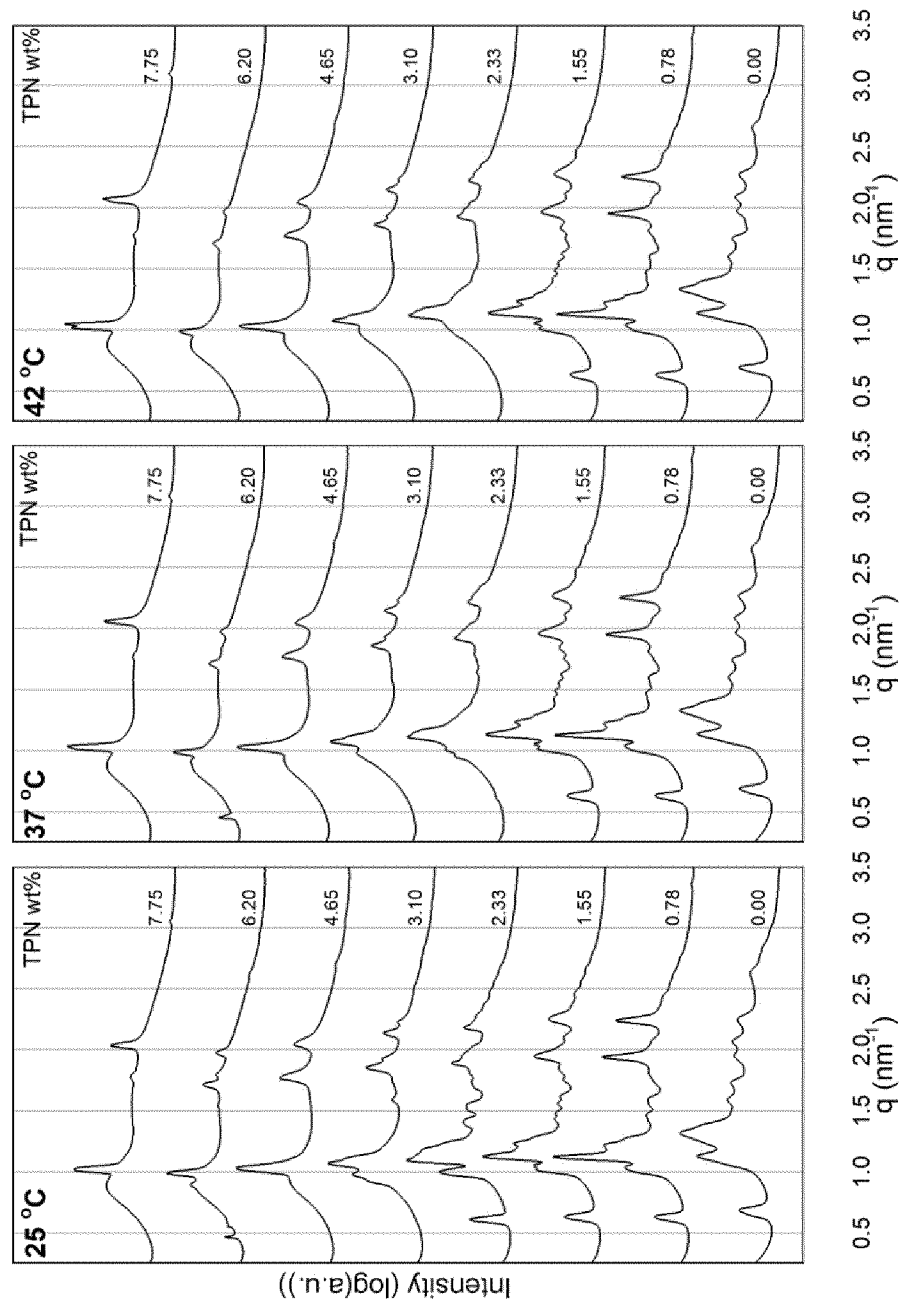 Intensity (log(a.u.))
25 °C
TPN wt%
7.75
6.20
4.65
3.10
2.33
1.55
0.78
0.00
0.5 1.0 1.5 2.0 2.5 3.0 3.5
q (nm-1)
37 °C
TPN wt%
7.75
6.20
4.65
3.10
2.33
1.55
0.78
0.00
0.5 1.0 1.5 2.0 2.5 3.0 3.5
q (nm-1)
42 °C
TPN wt%
7.75
6.20
4.65
3.10
2.33
1.55
0.78
0.00
0.5 1.0 1.5 2.0 2.5 3.0 3.5
q (nm-1)